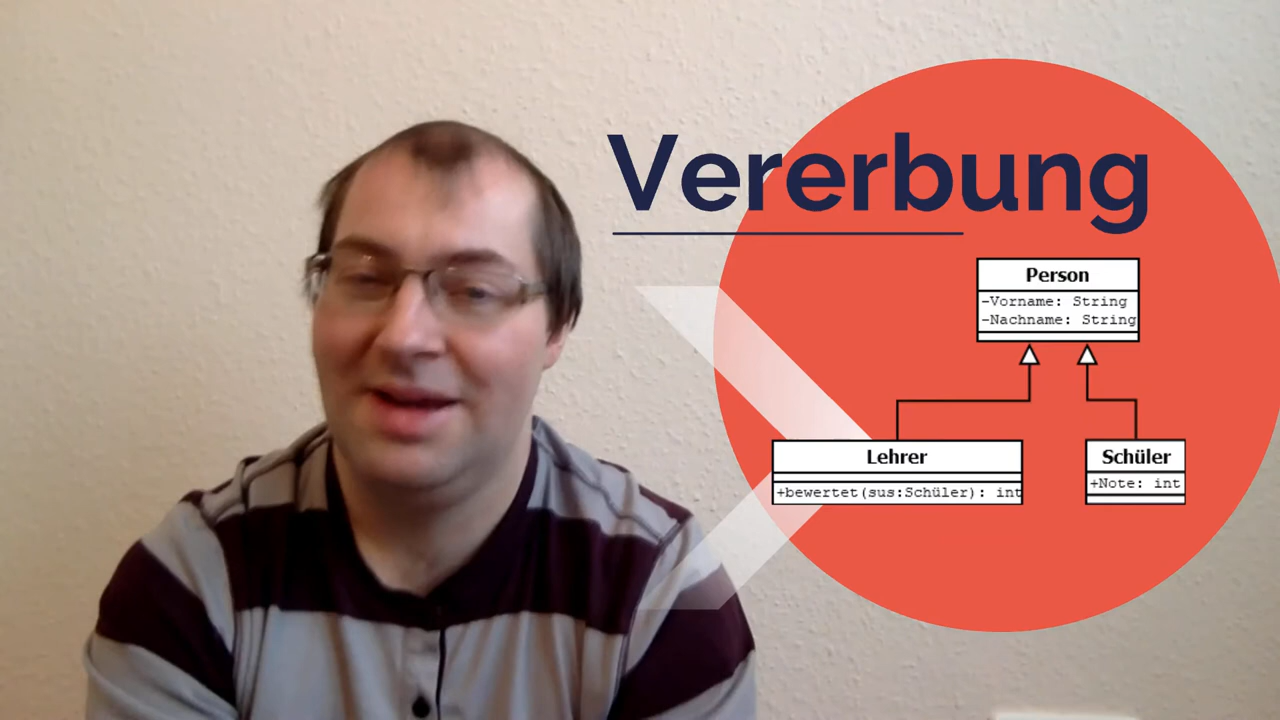 Vererbung
Person
-Vorname: String
-Nachname: String
Lehrer
+bewertet(sus:Schüler): int
Schüler
+Note: int